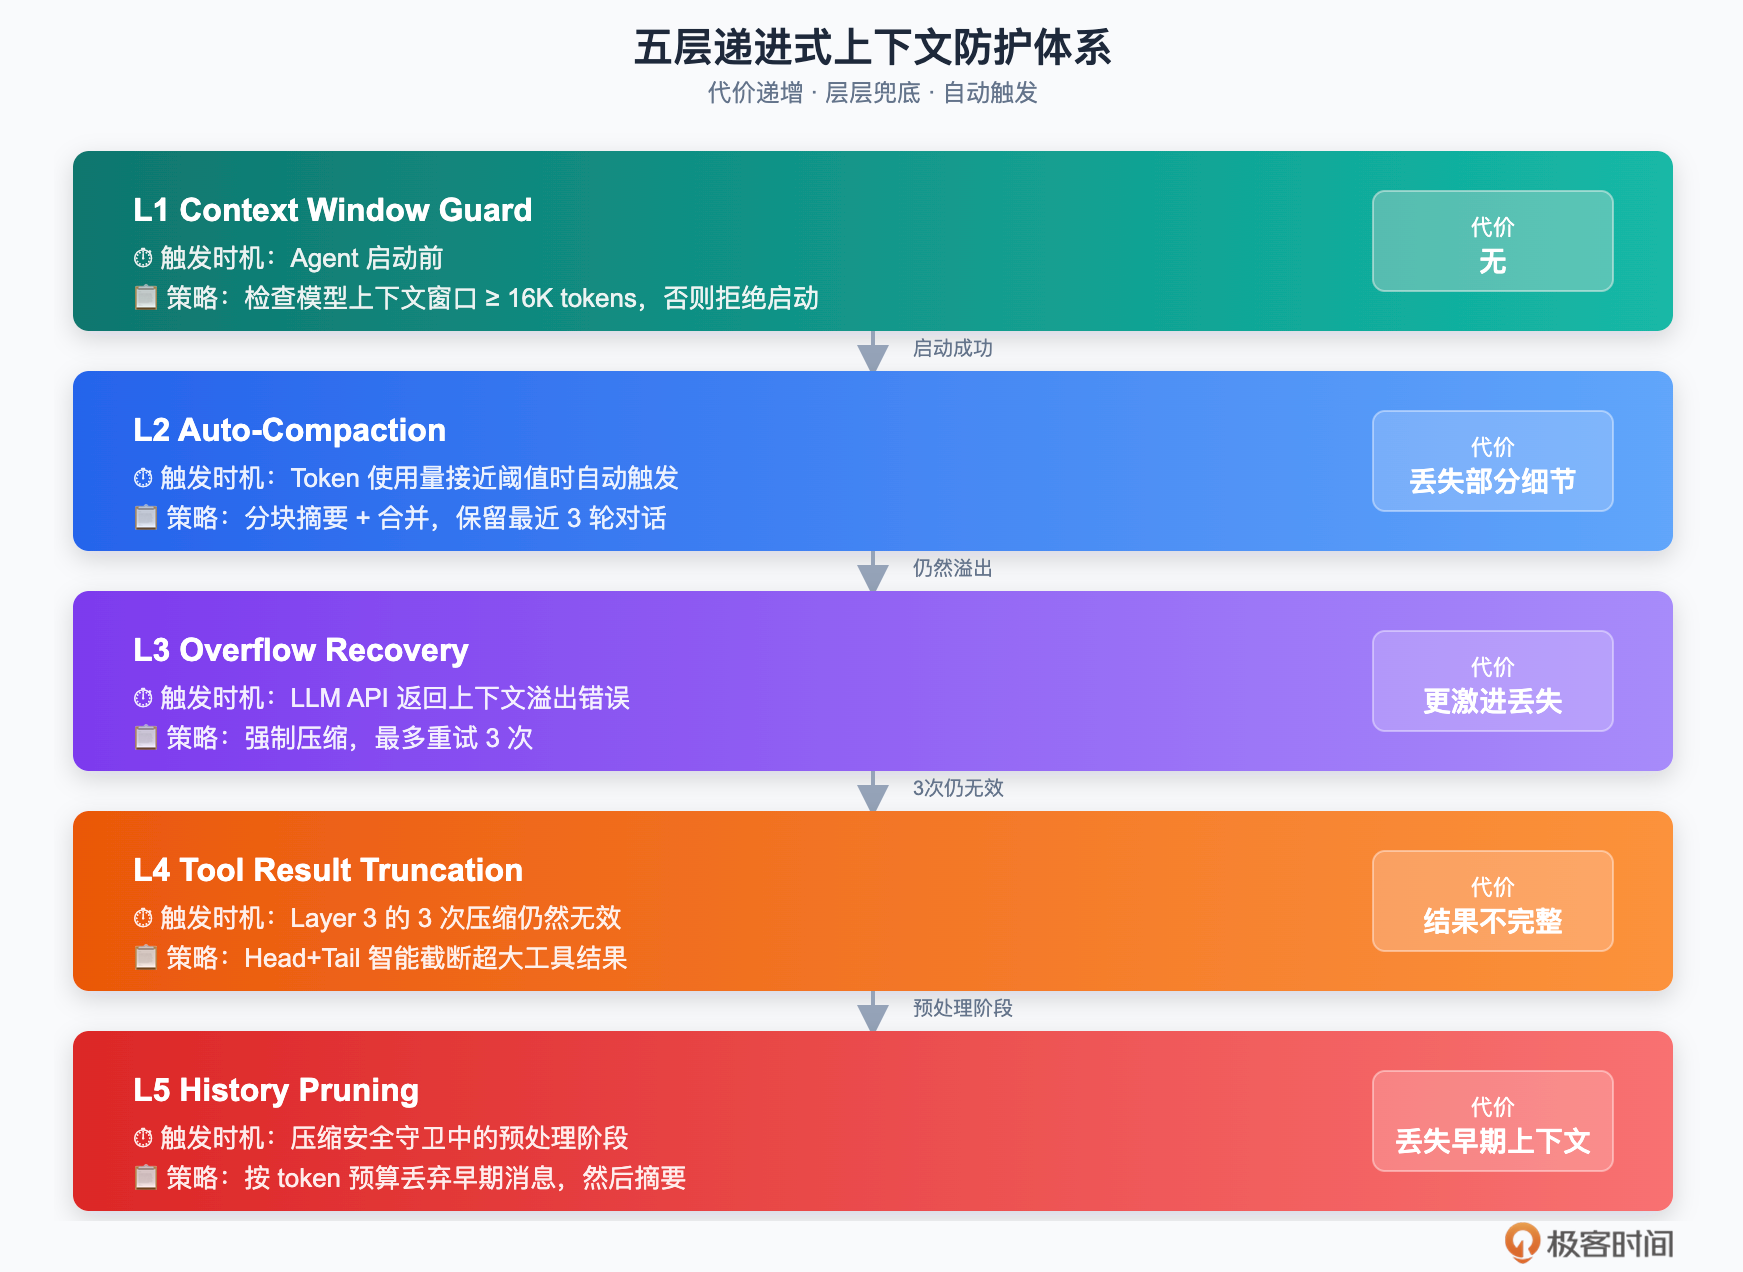 五层递进式上下文防护体系
代价递增 · 层层兜底 · 自动触发
L1 Context Window Guard
⏱ 触发时机：Agent 启动前
📋 策略：检查模型上下文窗口 ≥ 16K tokens，否则拒绝启动
代价
无
启动成功
L2 Auto-Compaction
⏱ 触发时机：Token 使用量接近阈值时自动触发
📋 策略：分块摘要 + 合并，保留最近 3 轮对话
代价
丢失部分细节
仍然溢出
L3 Overflow Recovery
⏱ 触发时机：LLM API 返回上下文溢出错误
📋 策略：强制压缩，最多重试 3 次
代价
更激进丢失
3次仍无效
L4 Tool Result Truncation
⏱ 触发时机：Layer 3 的 3 次压缩仍然无效
📋 策略：Head+Tail 智能截断超大工具结果
代价
结果不完整
预处理阶段
L5 History Pruning
⏱ 触发时机：压缩安全守卫中的预处理阶段
📋 策略：按 token 预算丢弃早期消息，然后摘要
代价
丢失早期上下文
极客时间